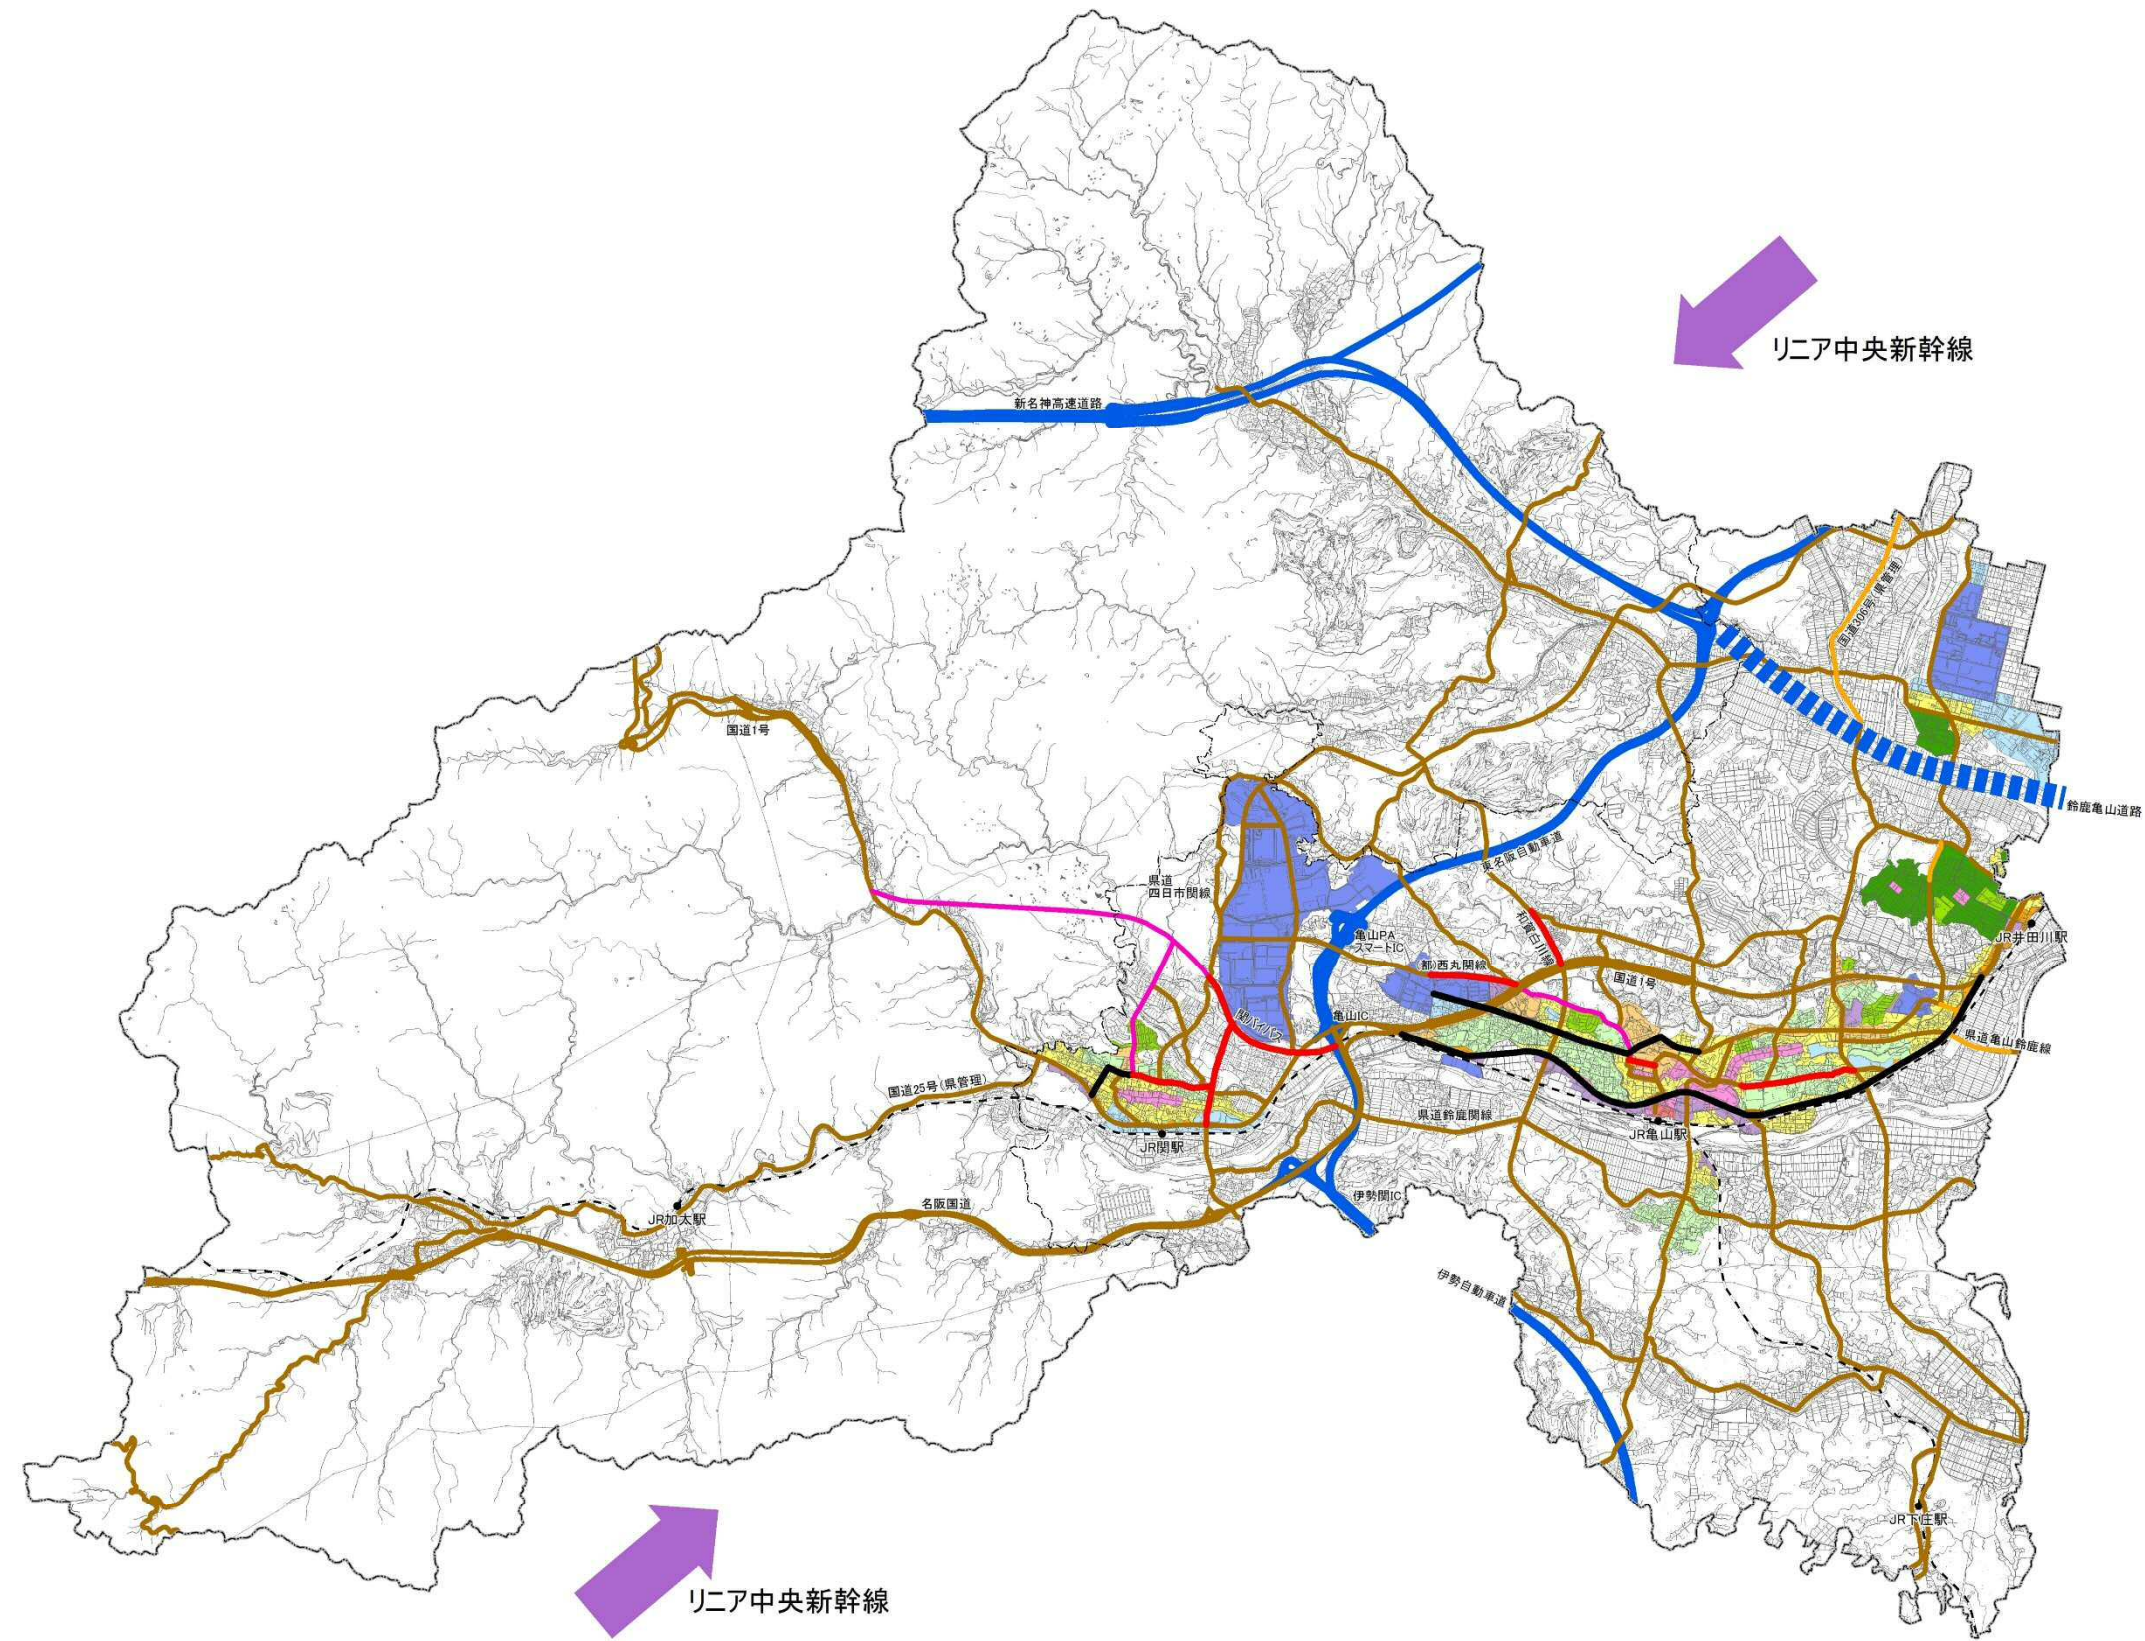 リニア中央新幹線
新名神高速道路
国道306号(県管理)
国道1号
鈴鹿亀山道路
東名阪自動車道
県道
四日市関線
和賀白川線
亀山PA
スマートIC
JR井田川駅
都)西丸関線
国道1号
関バイパス
亀山IC
県道亀山鈴鹿線
国道25号(県管理)
県道鈴鹿関線
JR関駅
JR亀山駅
名阪国道
伊勢関IC
JR加太駅
伊勢自動車道
JR下庄駅
リニア中央新幹線